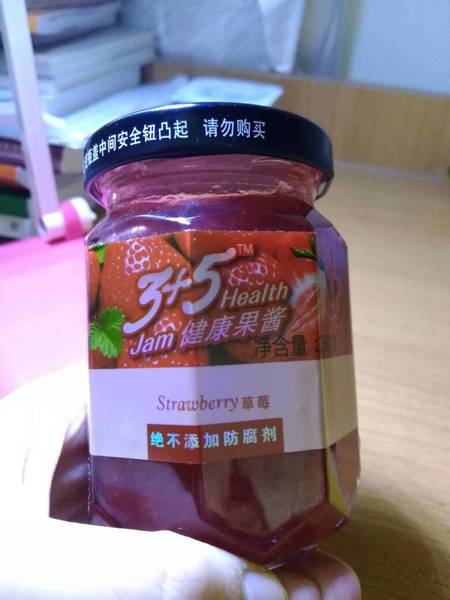 瓶盖中间安全钮凸起 请勿购买
3+5™
Health
Jam 健康果酱
净含量
Strawberry 草莓
绝不添加防腐剂